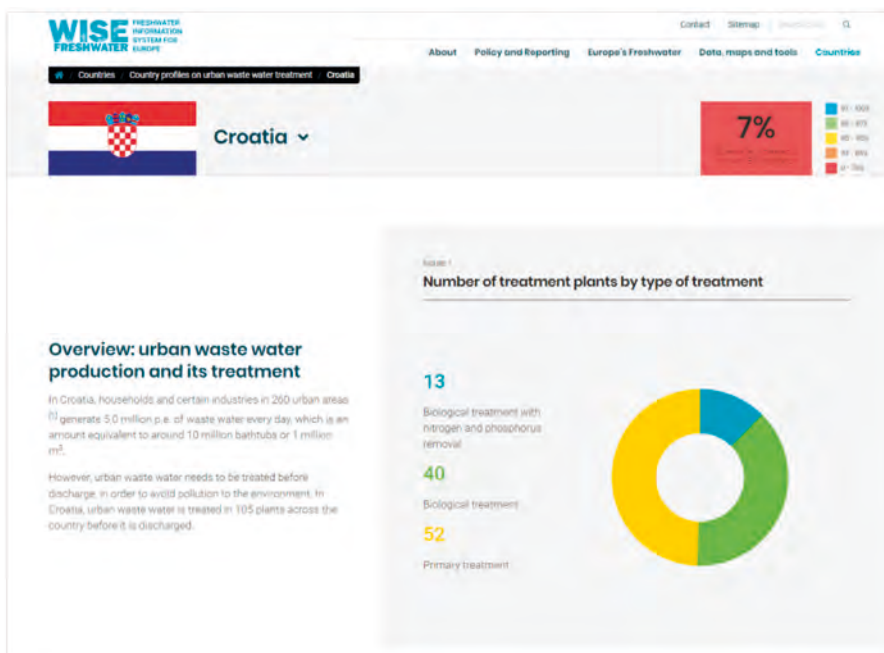 WISE FRESHWATER
FRESHWATER INFORMATION SYSTEM FOR EUROPE
Contact Sitemap
About Policy and Reporting Europe's Freshwater Data, maps and tools Countries
Countries / Country profiles on urban waste water treatment / Croatia
Croatia
7%
Number of treatment plants by type of treatment
Overview: urban waste water
production and its treatment
In Croatia, households and certain industries in 260 urban areas
[1] generate 5.0 million p.e. of waste water every day, which is an
amount equivalent to around 10 million bathtubs or 1 million
m³.
However, urban waste water needs to be treated before
discharge, in order to avoid pollution to the environment. In
Croatia, urban waste water is treated in 105 plants across the
country before it is discharged.
13
Biological treatment with
nitrogen and phosphorus
removal
40
Biological treatment
52
Primary treatment